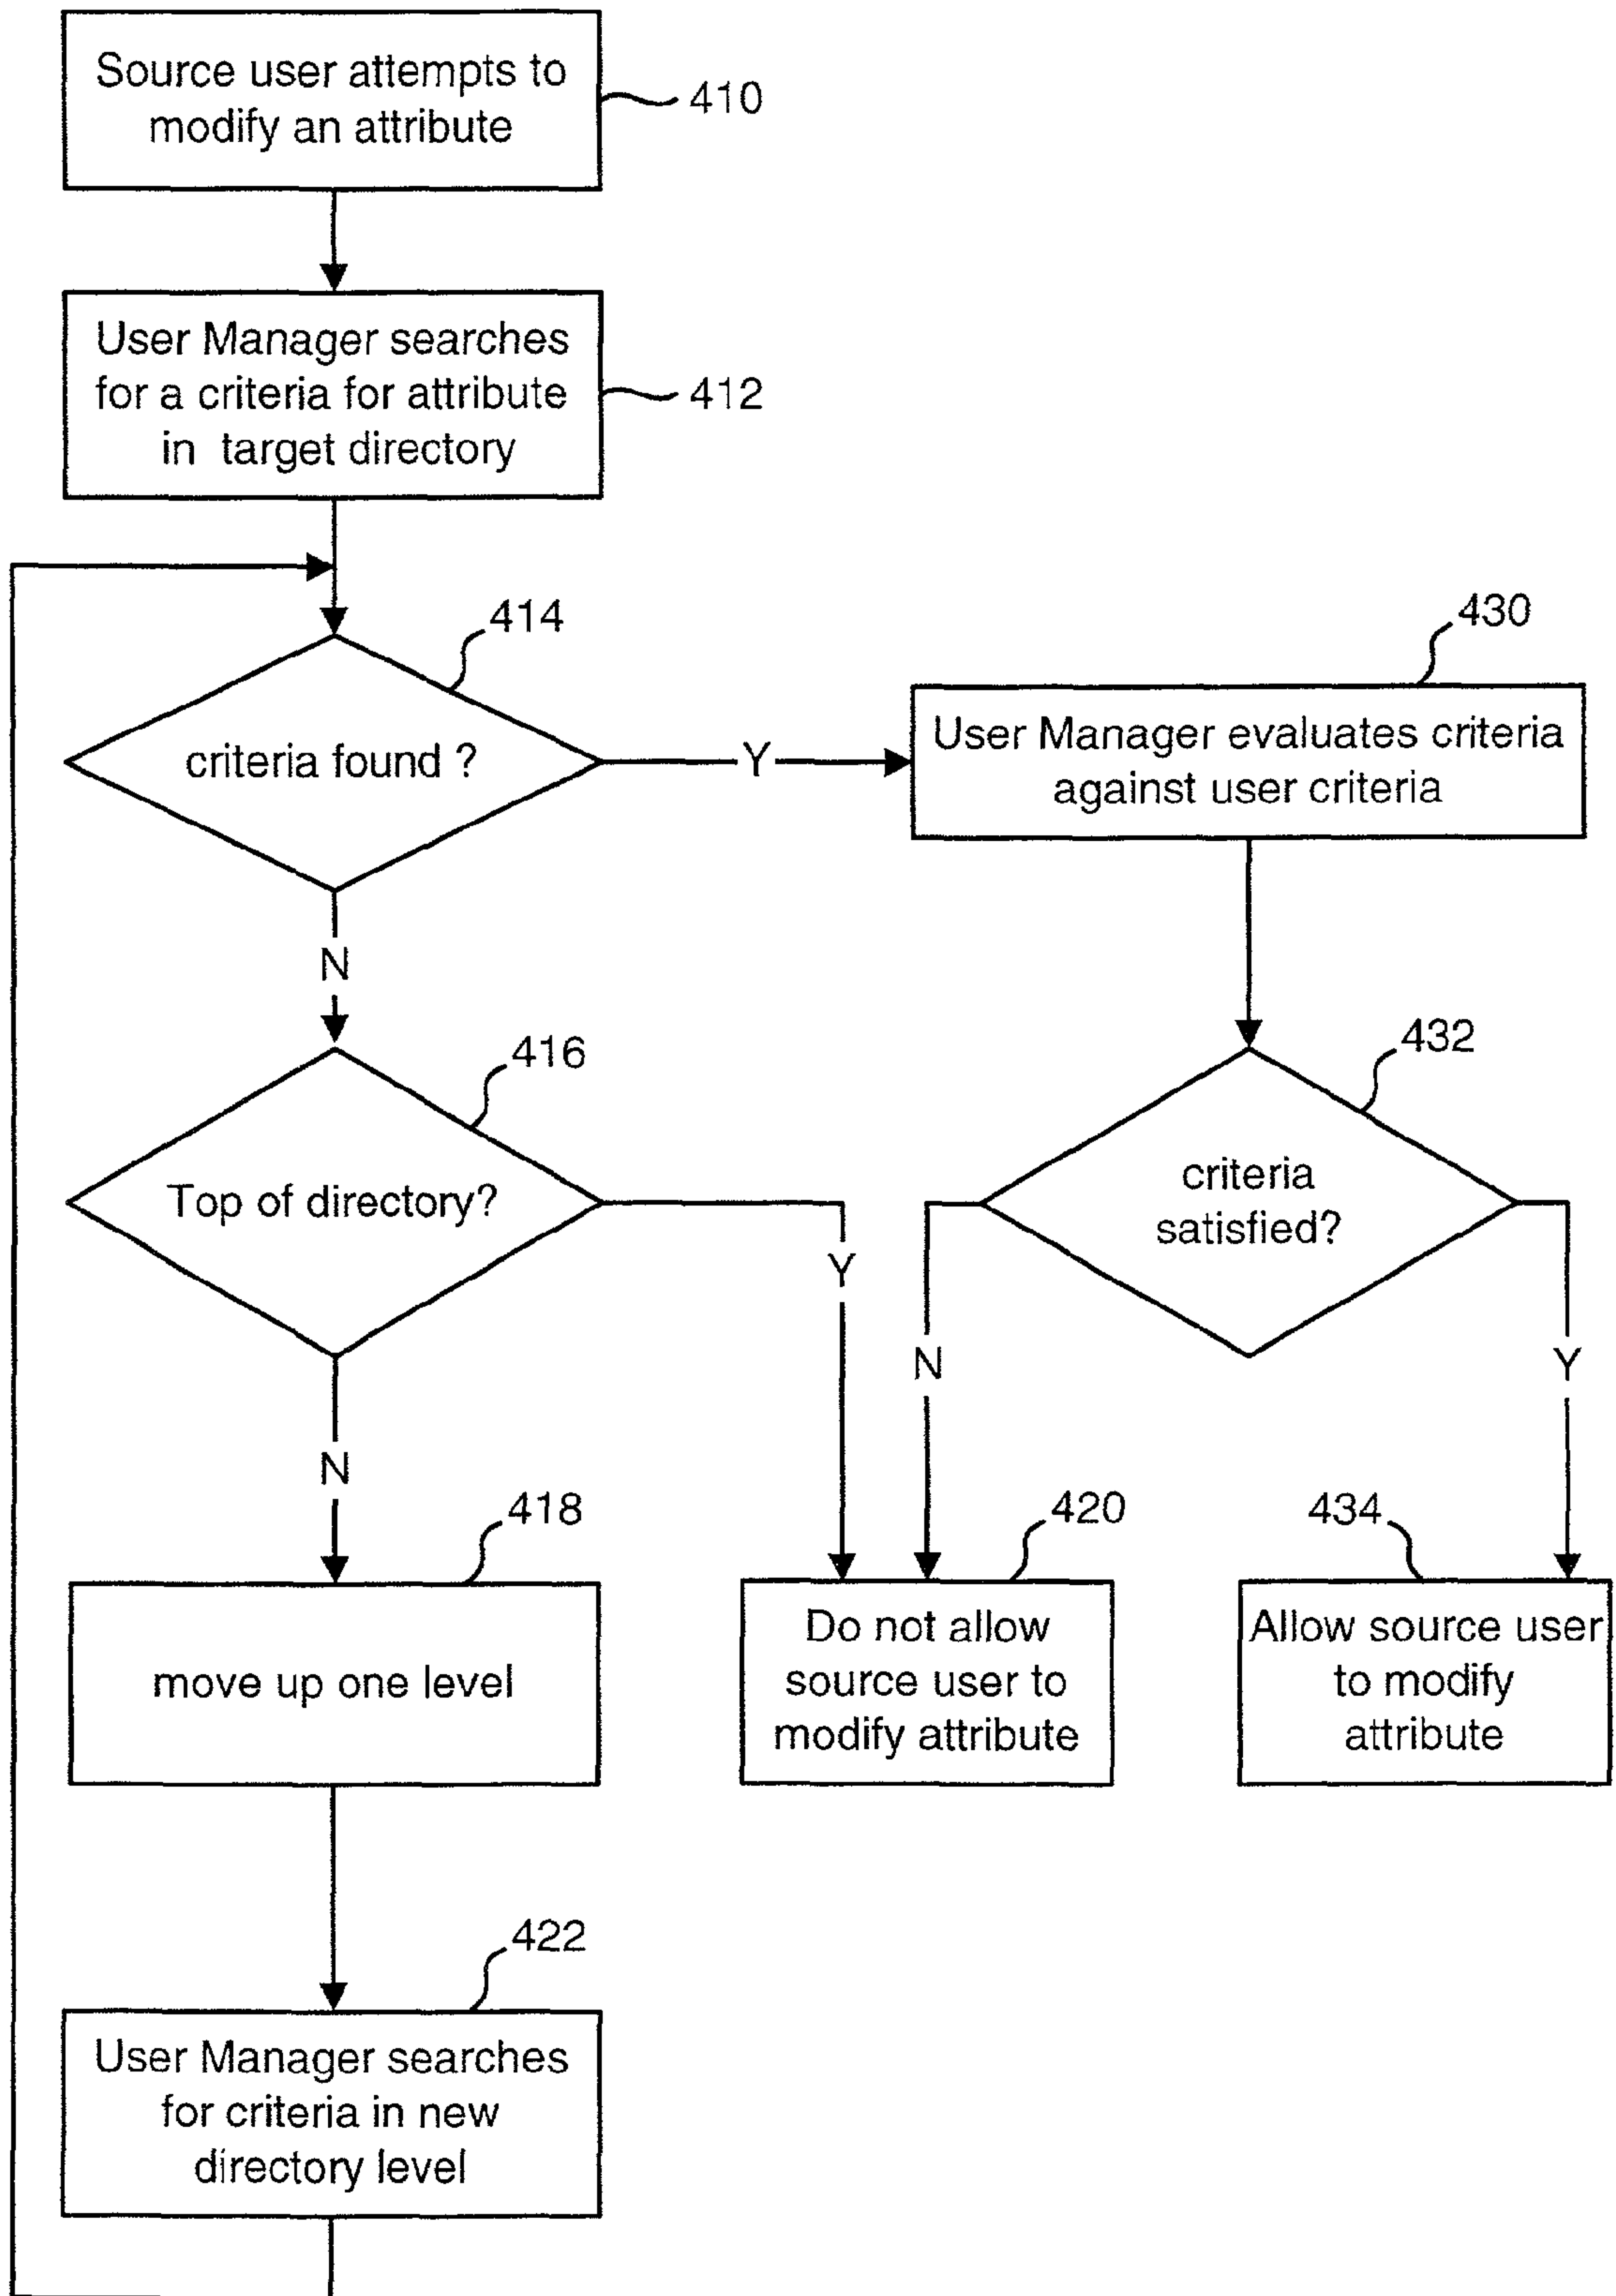 Source user attempts to
modify an attribute
410
User Manager searches
for a criteria for attribute
in target directory
412
414
criteria found ?
Y
430
User Manager evaluates criteria
against user criteria
N
416
Top of directory?
Y
432
criteria
satisfied?
N
Y
N
418
move up one level
420
Do not allow
source user to
modify attribute
434
Allow source user
to modify
attribute
422
User Manager searches
for criteria in new
directory level